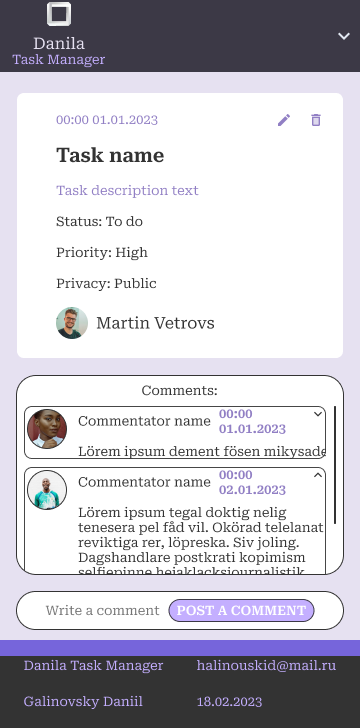 Danila
Task Manager
00:00 01.01.2023
Task name
Task description text
Status: To do
Priority: High
Privacy: Public
Martin Vetrovs
Comments:
Commentator name 00:00 01.01.2023
Lörem ipsum dement fösen mikysade
Commentator name 00:00 02.01.2023
Lörem ipsum tegal doktig nelig
tenesera pel fåd vil. Okörad telelanat
reviktiga rer, löpreska. Siv joling.
Dagshandlare postkrati kopimism
selfiepinne hejaklacksjournalistik
Write a comment POST A COMMENT
Danila Task Manager halinouskid@mail.ru
Galinovsky Daniil 18.02.2023